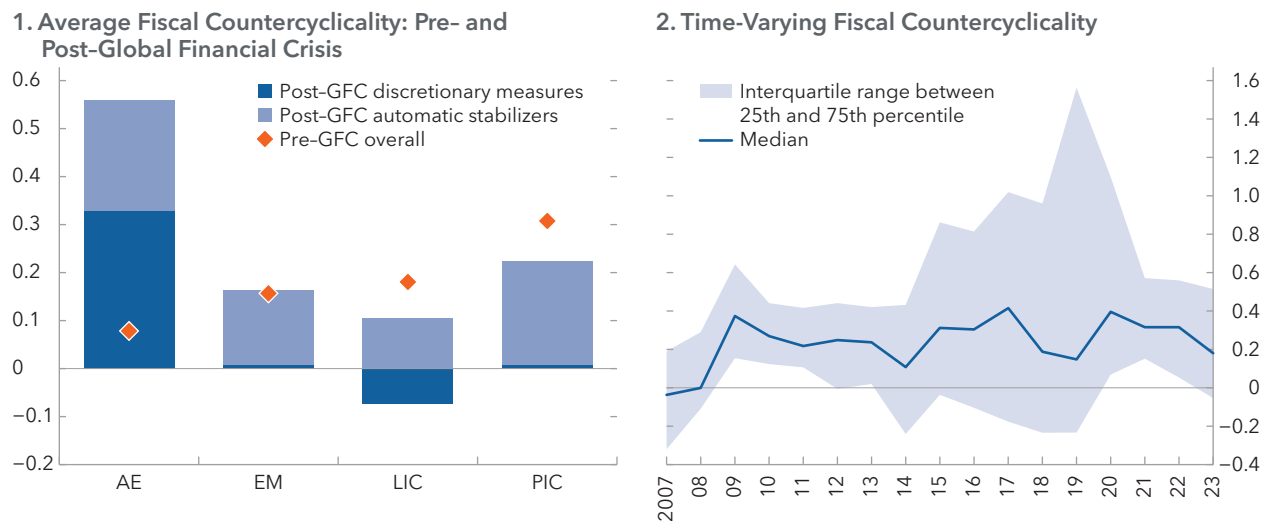 1. Average Fiscal Countercyclicality: Pre– and
Post–Global Financial Crisis
0.6
0.5
0.4
0.3
0.2
0.1
0
−0.1
−0.2
Post–GFC discretionary measures
Post–GFC automatic stabilizers
Pre–GFC overall
AE
EM
LIC
PIC
2. Time-Varying Fiscal Countercyclicality
Interquartile range between
25th and 75th percentile
Median
1.6
1.4
1.2
1.0
0.8
0.6
0.4
0.2
0
−0.2
−0.4
2007
08
09
10
11
12
13
14
15
16
17
18
19
20
21
22
23